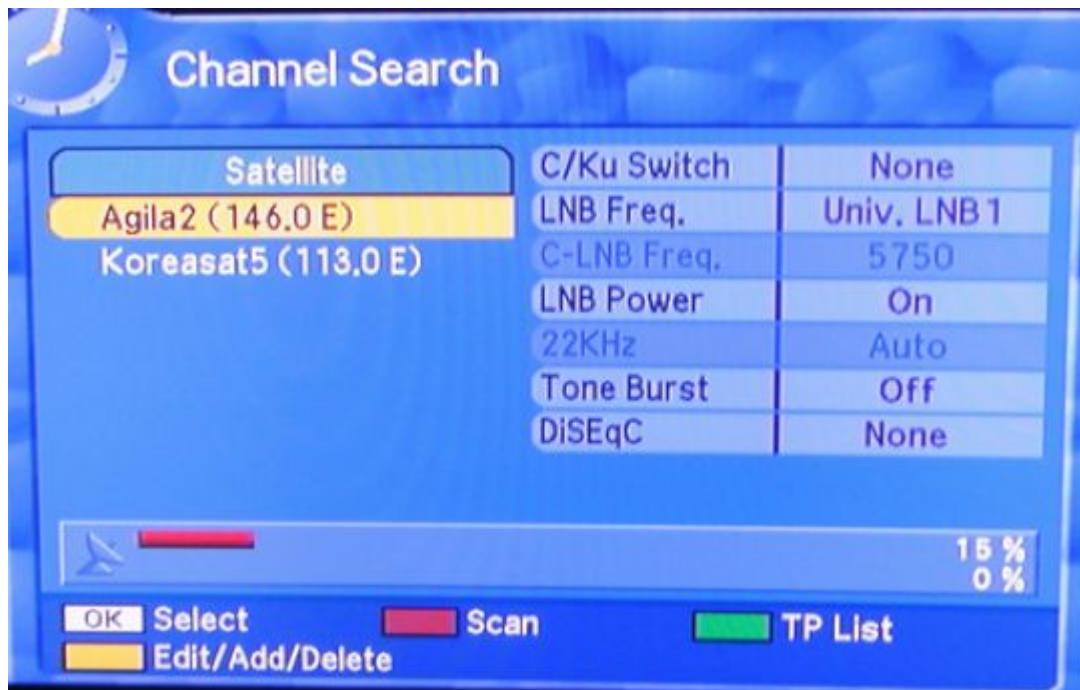 Channel Search
Satellite
Agila2 (146.0 E)
Koreasat5 (113.0 E)
C/Ku Switch None
LNB Freq. Univ. LNB 1
C-LNB Freq. 5750
LNB Power On
22KHz Auto
Tone Burst Off
DiSEqC None
15 %
0 %
OK Select Scan TP List
Edit/Add/Delete